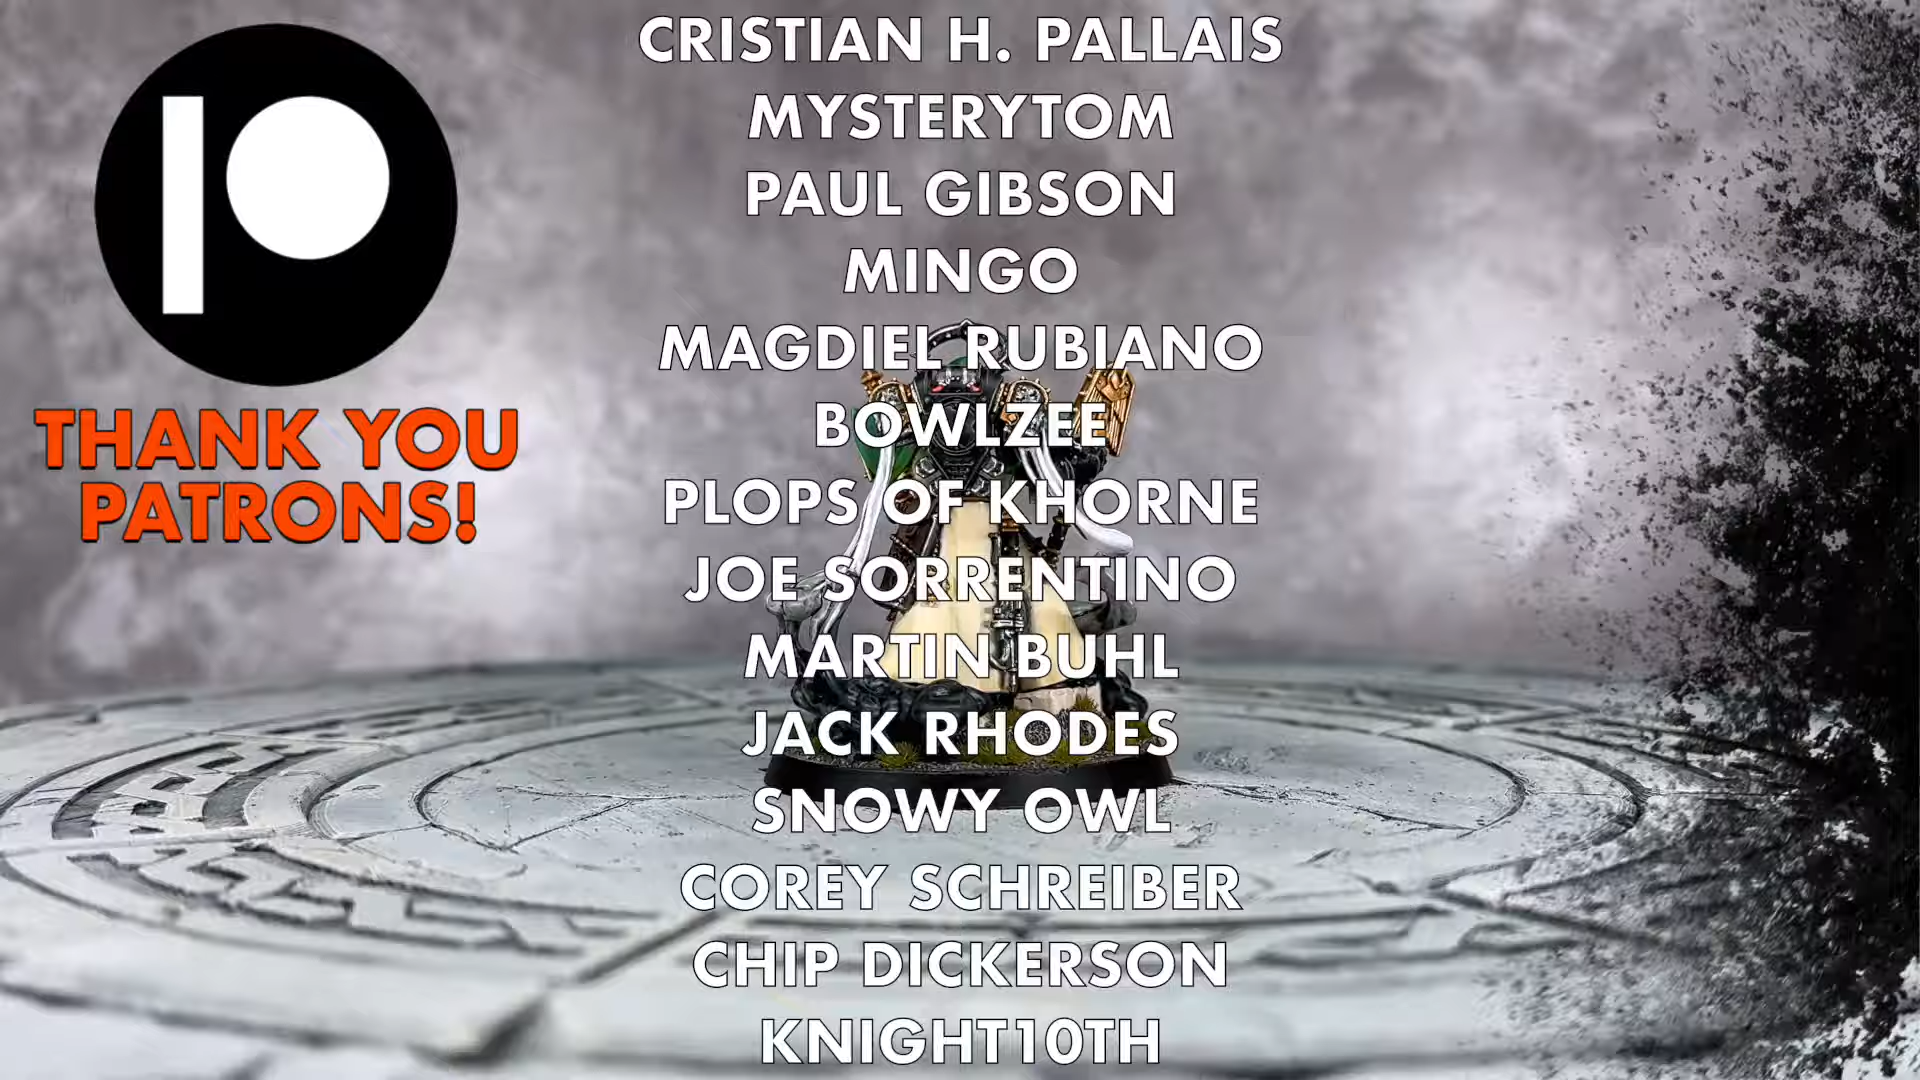 THANK YOU
PATRONS!
CRISTIAN H. PALLAIS
MYSTERYTOM
PAUL GIBSON
MINGO
MAGDIEL RUBIANO
BOWLZEE
PLOPS OF KHORNE
JOE SORRENTINO
MARTIN BUHL
JACK RHODES
SNOWY OWL
COREY SCHREIBER
CHIP DICKERSON
KNIGHT10TH